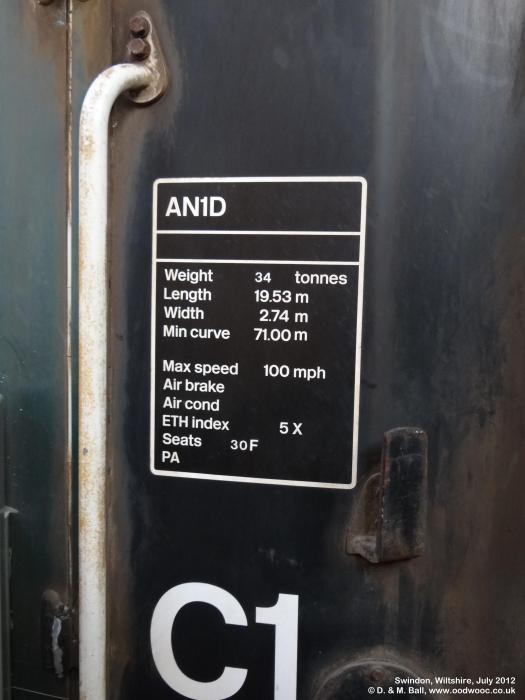 AN1D
Weight 34 tonnes
Length 19.53 m
Width 2.74 m
Min curve 71.00 m
Max speed 100 mph
Air brake
Air cond
ETH index 5 X
Seats 30 F
PA
C1
Swindon, Wiltshire, July 2012
© D. & M. Ball, www.oodwooc.co.uk